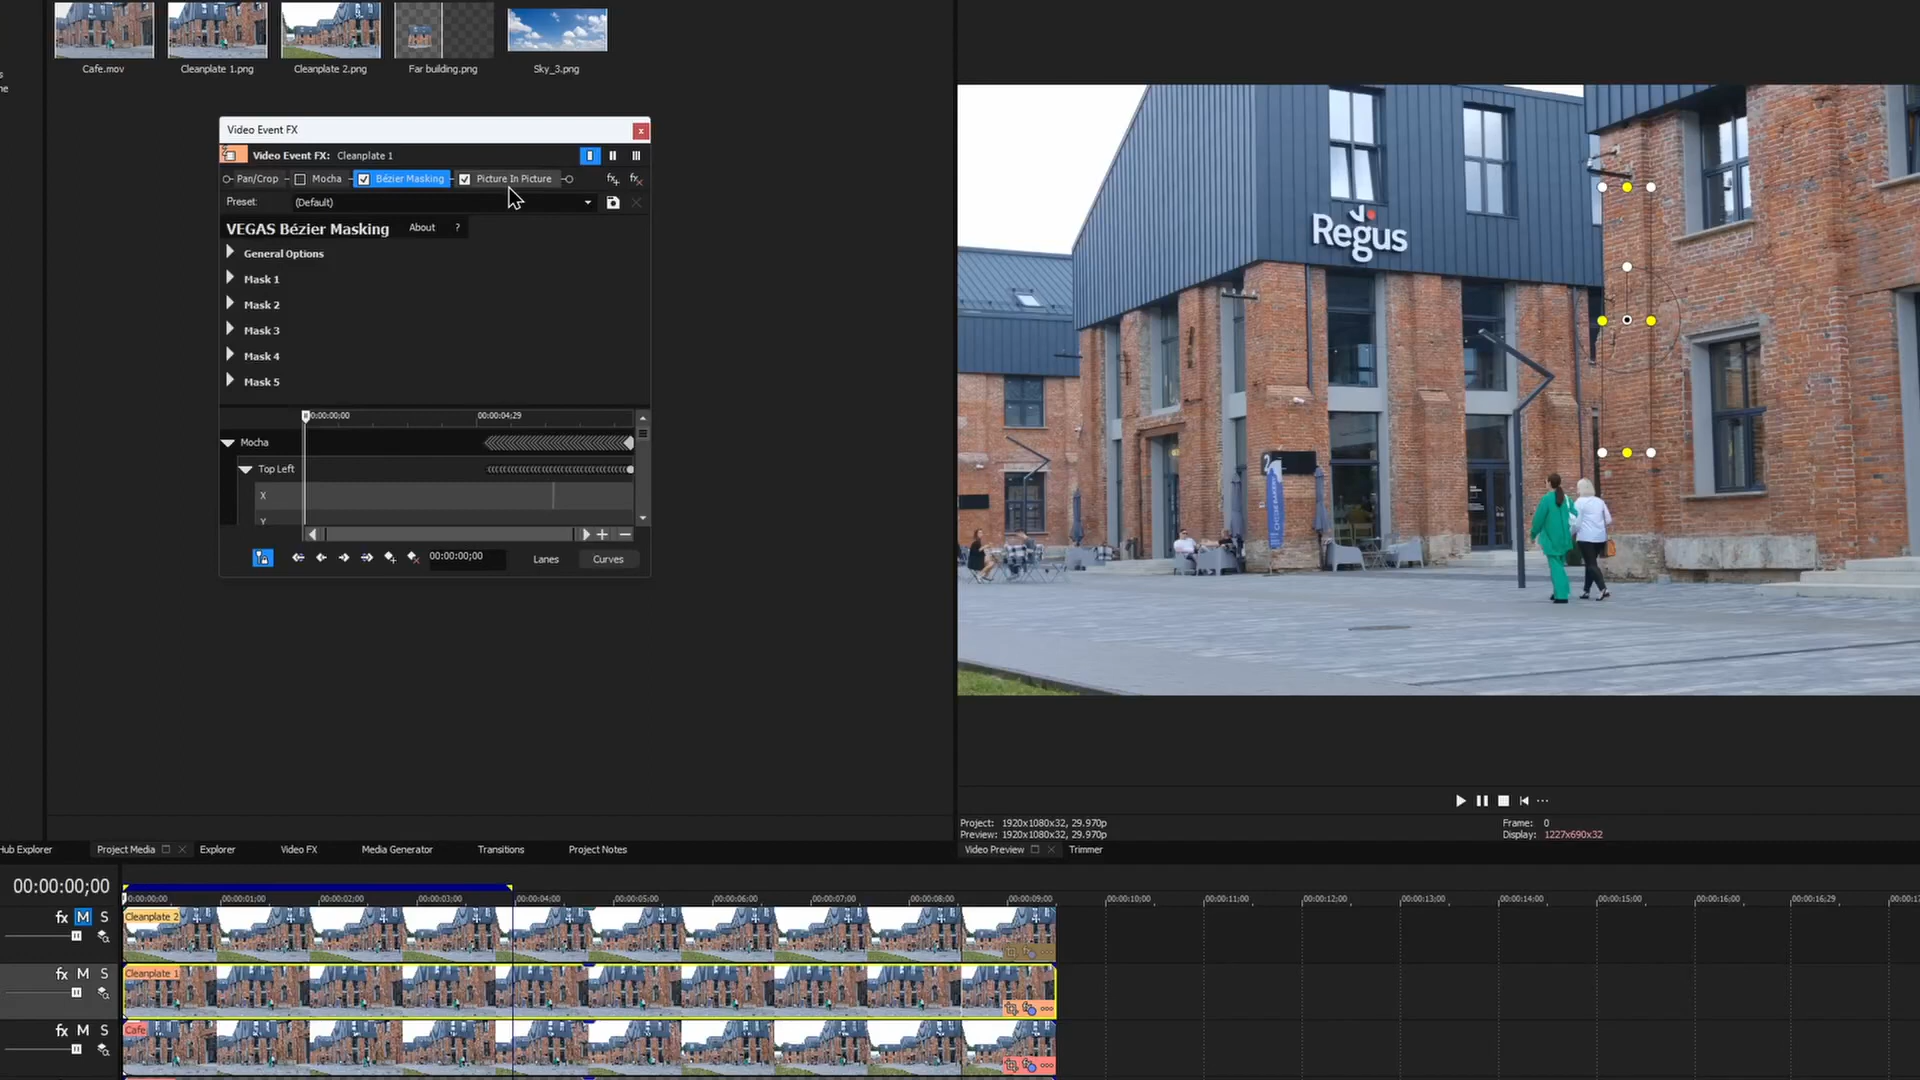 Cafe.mov
Cleanplate 1.png
Cleanplate 2.png
Far building.png
Sky_3.png
Video Event FX
Video Event FX: Cleanplate 1
Pan/Crop
Mocha
Bézier Masking
Picture In Picture
Preset:
(Default)
VEGAS Bézier Masking
About
?
General Options
Mask 1
Mask 2
Mask 3
Mask 4
Mask 5
00:00:00;00
00:00:04;29
Mocha
Top Left
X
Y
00:00:00;00
Lanes
Curves
Regus
Project: 1920x1080x32, 29.970p
Preview: 1920x1080x32, 29.970p
Frame: 0
Display: 1227x690x32
Hub Explorer
Project Media
Explorer
Video FX
Media Generator
Transitions
Project Notes
Video Preview
Trimmer
00:00:00;00
00:00:00;00
00:00:01;00
00:00:02;00
00:00:03;00
00:00:04;00
00:00:05;00
00:00:06;00
00:00:07;00
00:00:08;00
00:00:09;00
00:00:10;00
00:00:11;00
00:00:12;00
00:00:13;00
00:00:14;00
00:00:15;00
00:00:16;00
00:00:16;29
fx M S
Cleanplate 2
fx M S
Cleanplate 1
fx M S
Cafe